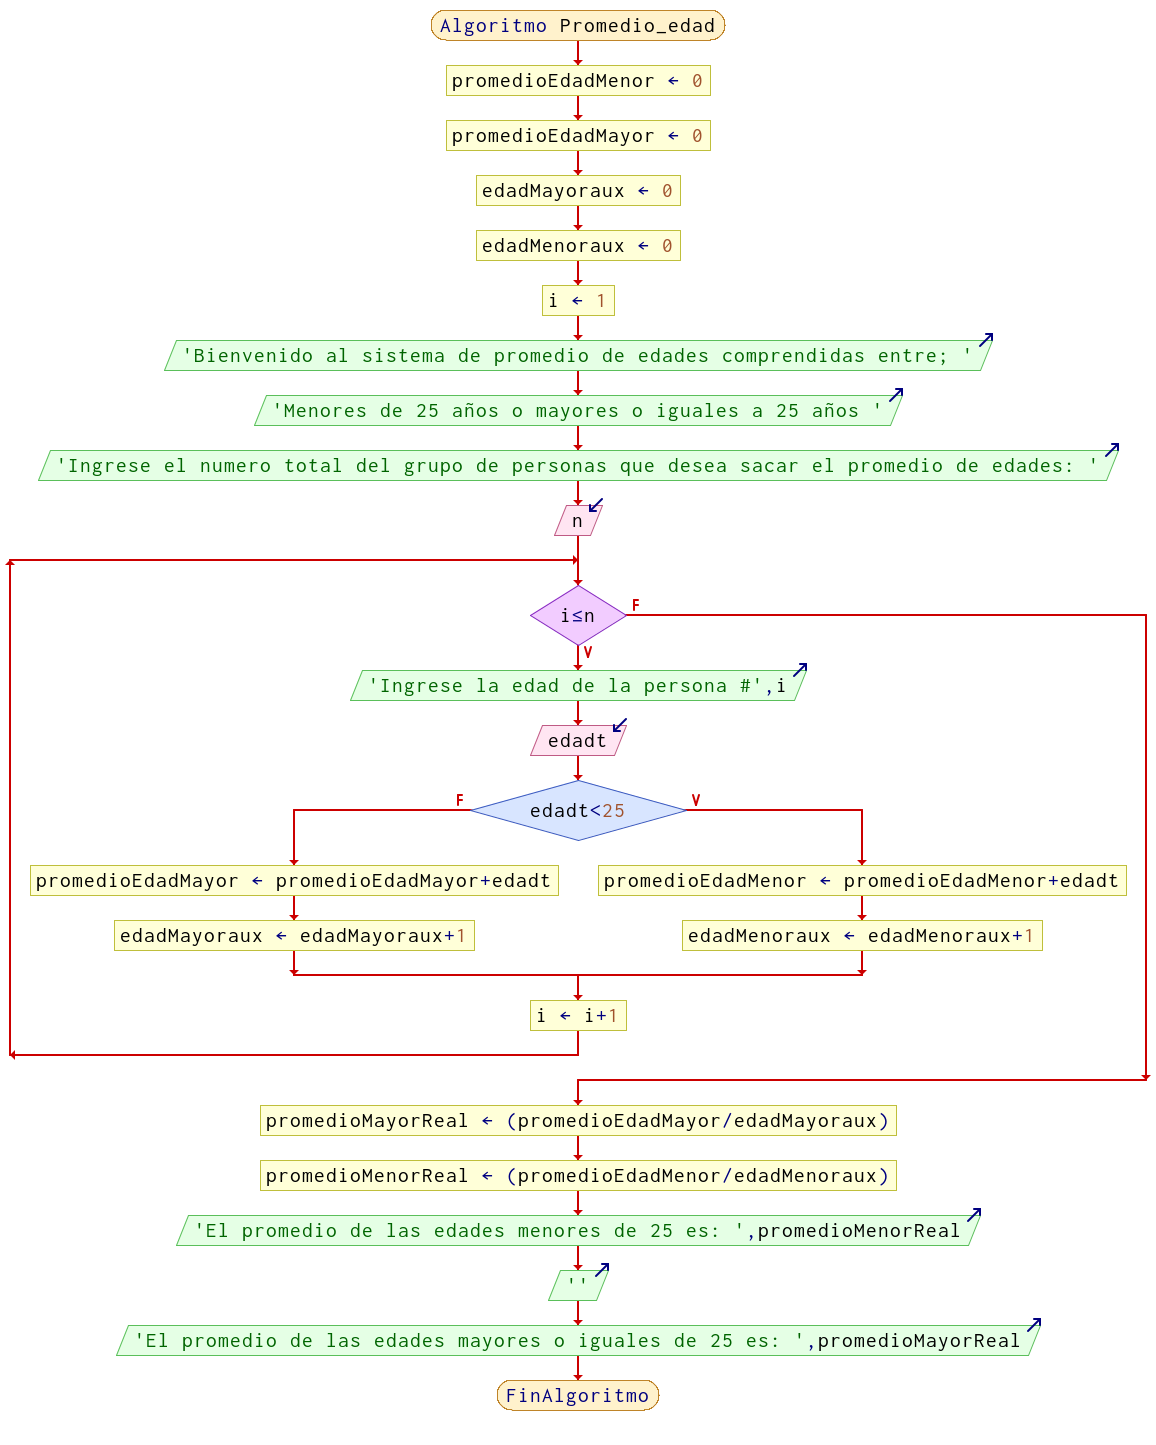 Algoritmo Promedio_edad
promedioEdadMenor ← 0
promedioEdadMayor ← 0
edadMayoraux ← 0
edadMenoraux ← 0
i ← 1
'Bienvenido al sistema de promedio de edades comprendidas entre; '
'Menores de 25 años o mayores o iguales a 25 años '
'Ingrese el numero total del grupo de personas que desea sacar el promedio de edades: '
n
i≤n
F
V
'Ingrese la edad de la persona #',i
edadt
F
edadt<25
V
promedioEdadMayor ← promedioEdadMayor+edadt
promedioEdadMenor ← promedioEdadMenor+edadt
edadMayoraux ← edadMayoraux+1
edadMenoraux ← edadMenoraux+1
i ← i+1
promedioMayorReal ← (promedioEdadMayor/edadMayoraux)
promedioMenorReal ← (promedioEdadMenor/edadMenoraux)
'El promedio de las edades menores de 25 es: ',promedioMenorReal
''
'El promedio de las edades mayores o iguales de 25 es: ',promedioMayorReal
FinAlgoritmo